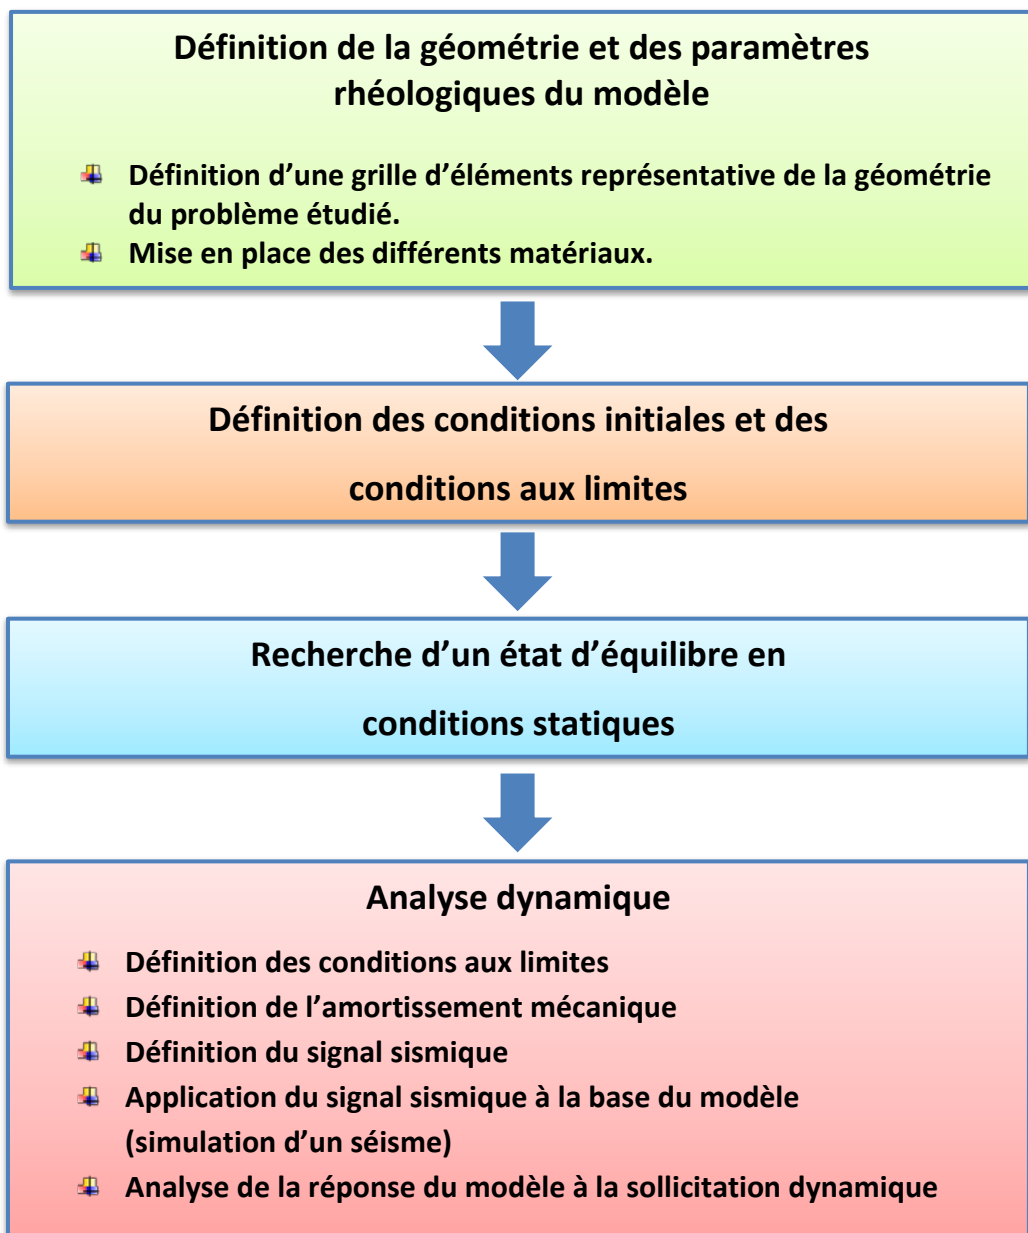 Définition de la géométrie et des paramètres
rhéologiques du modèle
Définition d’une grille d’éléments représentative de la géométrie
du problème étudié.
Mise en place des différents matériaux.
Définition des conditions initiales et des
conditions aux limites
Recherche d’un état d’équilibre en
conditions statiques
Analyse dynamique
Définition des conditions aux limites
Définition de l’amortissement mécanique
Définition du signal sismique
Application du signal sismique à la base du modèle
(simulation d’un séisme)
Analyse de la réponse du modèle à la sollicitation dynamique